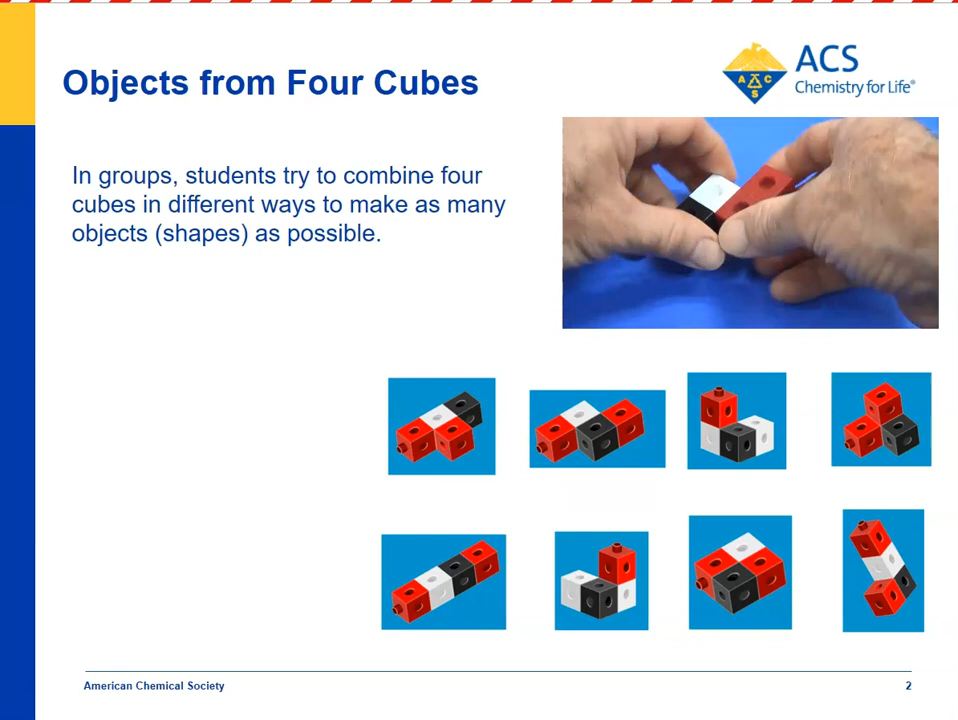 Objects from Four Cubes
ACS
Chemistry for Life®
A C S
In groups, students try to combine four
cubes in different ways to make as many
objects (shapes) as possible.
American Chemical Society
2